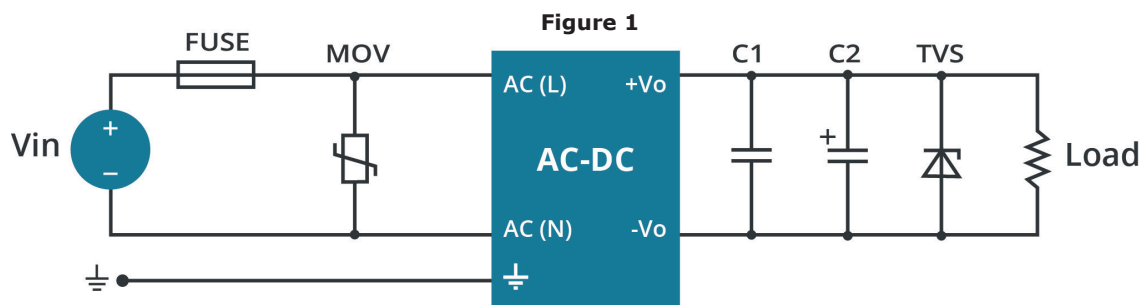 Figure 1
FUSE
MOV
C1
C2
TVS
AC (L)
+Vo
+
Vin
AC-DC
+
Load
−
AC (N)
-Vo